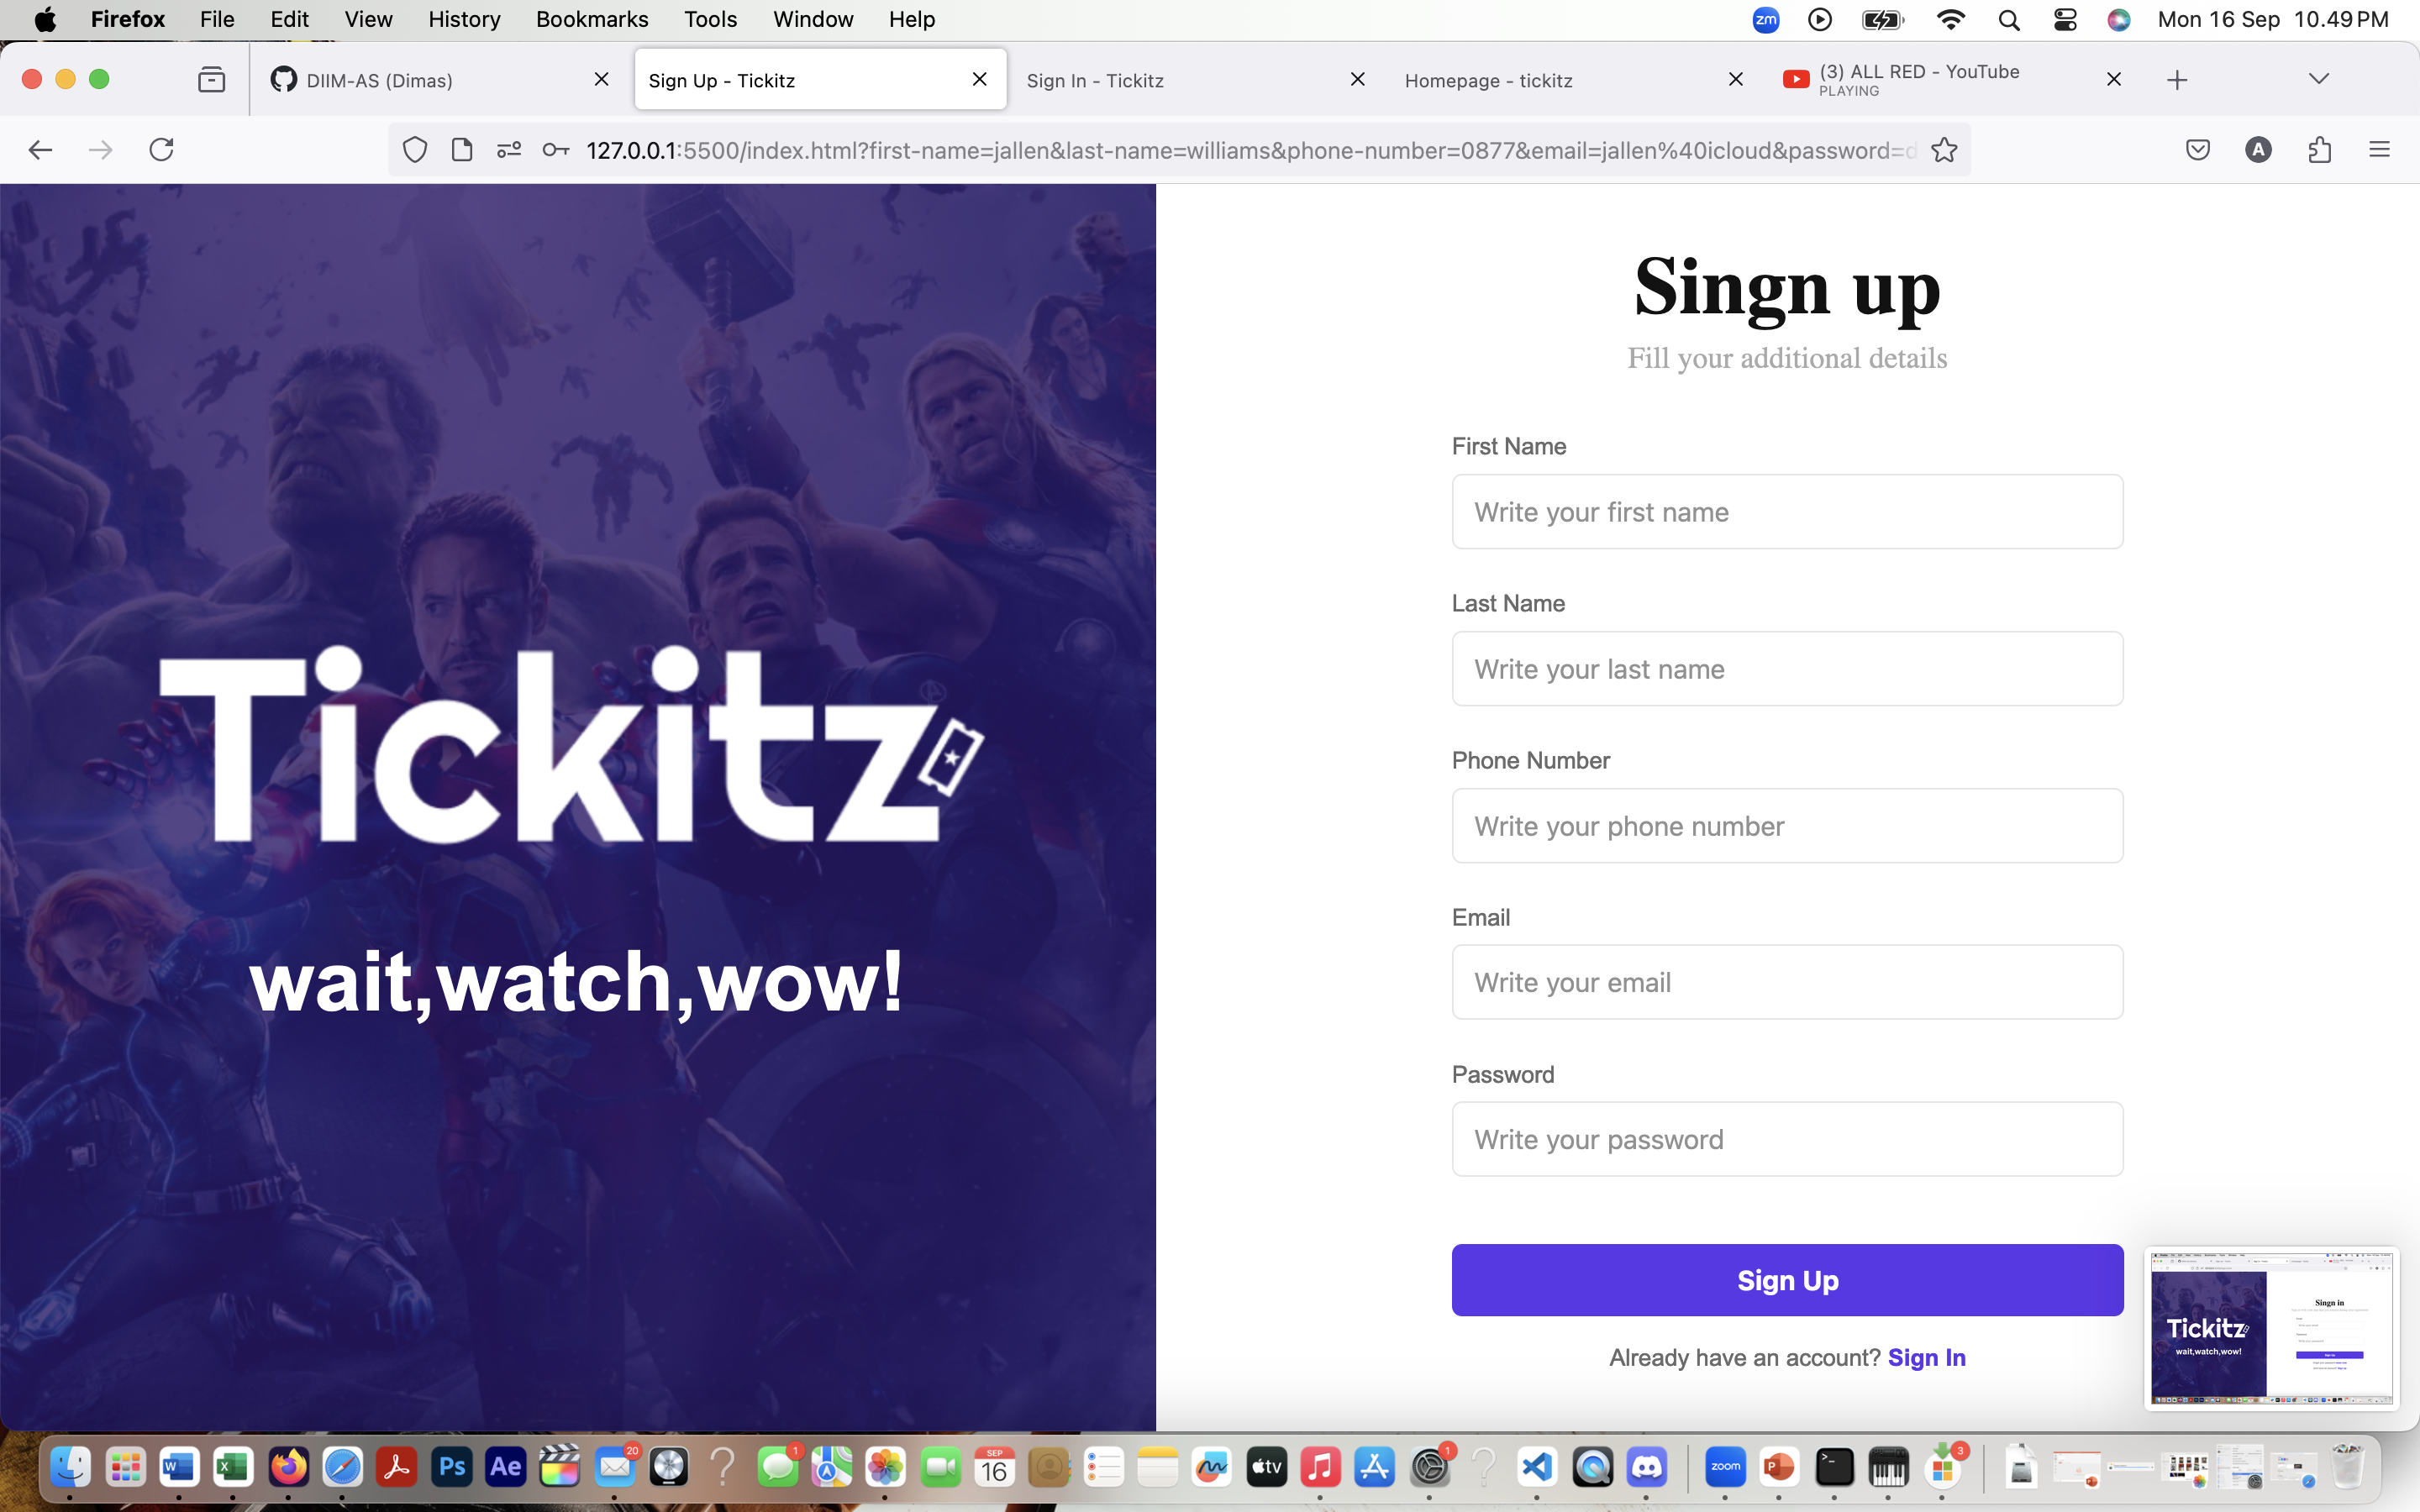 Firefox File Edit View History Bookmarks Tools Window Help
zm
Mon 16 Sep 10.49 PM
DIIM-AS (Dimas)
Sign Up - Tickitz
Sign In - Tickitz
Homepage - tickitz
(3) ALL RED - YouTube
PLAYING
127.0.0.1:5500/index.html?first-name=jallen&last-name=williams&phone-number=0877&email=jallen%40icloud&password=d
A
Tickitz
wait,watch,wow!
Singn up
Fill your additional details
First Name
Write your first name
Last Name
Write your last name
Phone Number
Write your phone number
Email
Write your email
Password
Write your password
Sign Up
Already have an account? Sign In
Singn in
Tickitz
wait,watch,wow!
W
X
Ps
Ae
20
1
SEP
16
tv
1
zoom
P
3